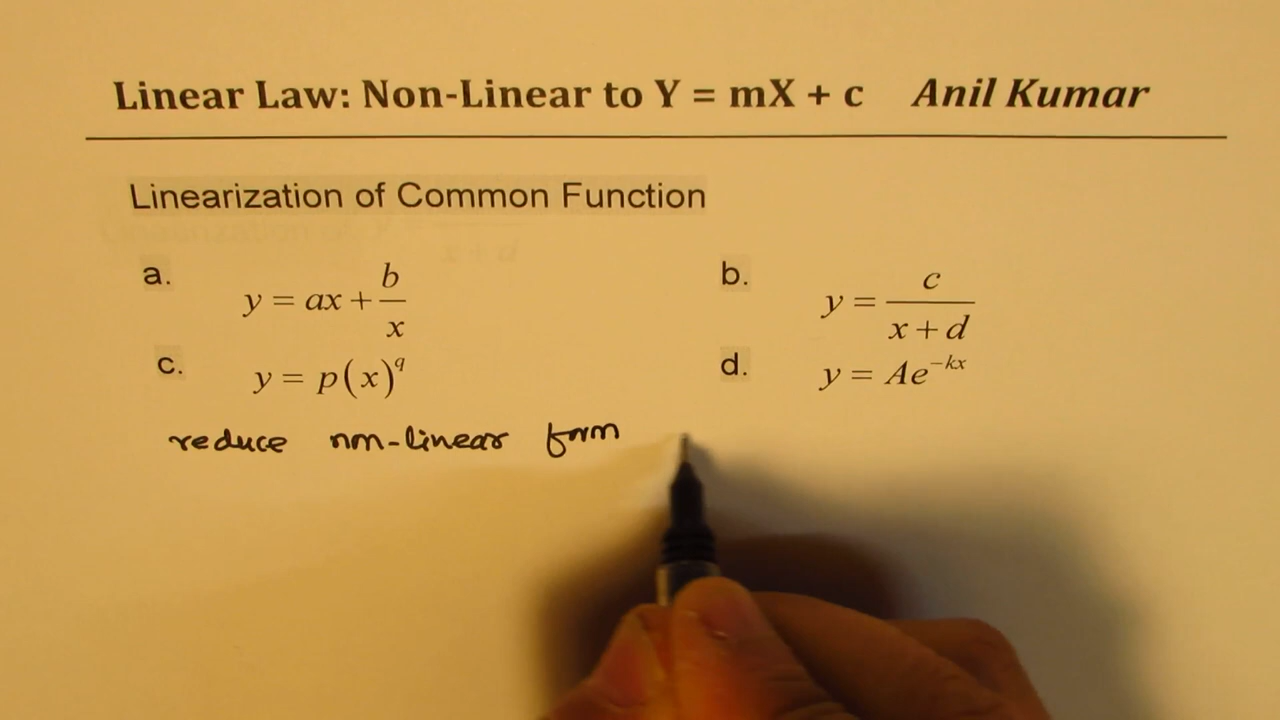 Linear Law: Non-Linear to Y = mX + c Anil Kumar
Linearization of Common Function
a. y = ax + b/x
b. y = c/(x + d)
c. y = p(x)^q
d. y = Ae^{-kx}
reduce non-linear form